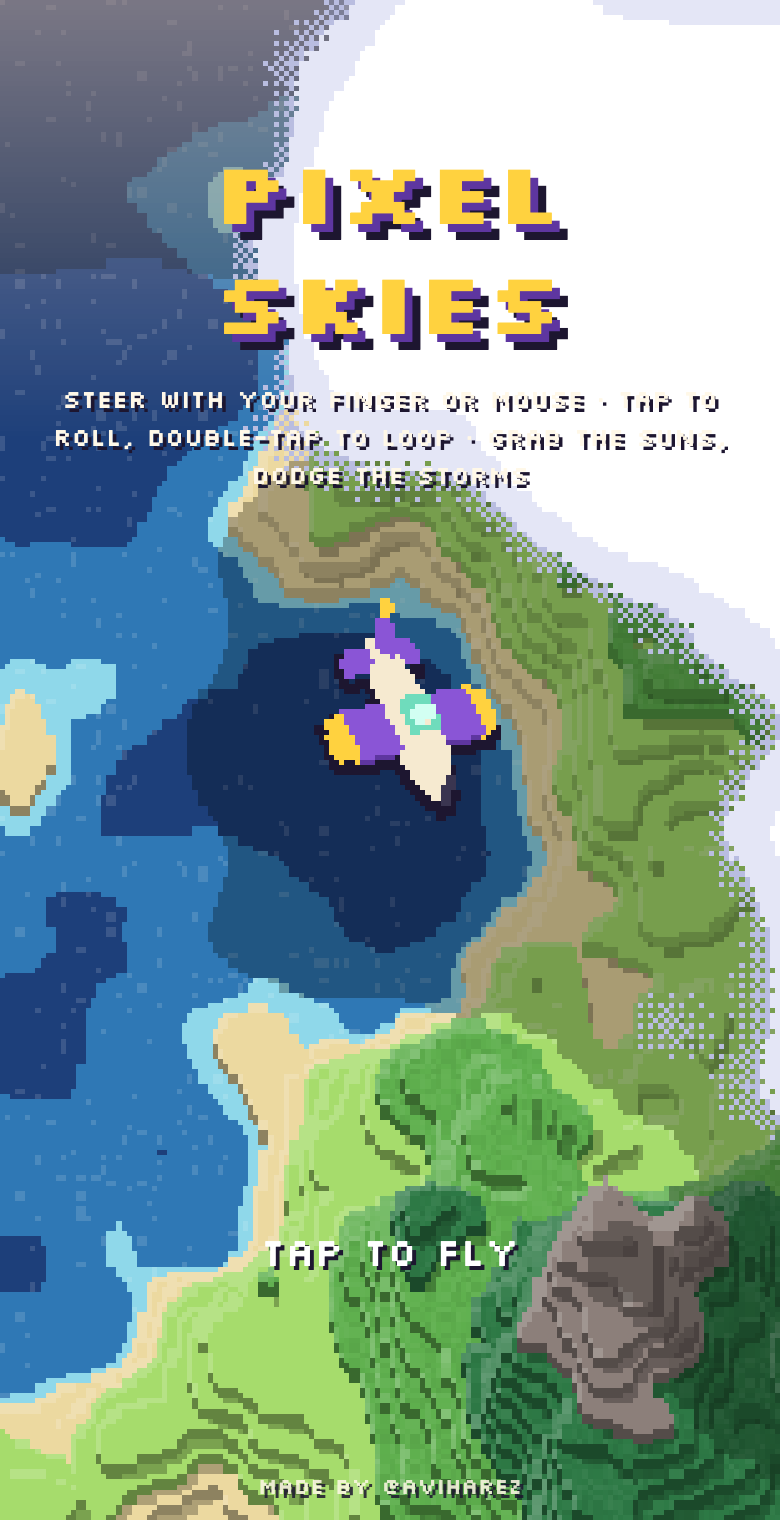 PIXEL
SKIES
STEER WITH YOUR FINGER OR MOUSE · TAP TO
ROLL, DOUBLE-TAP TO LOOP · GRAB THE SUNS,
DODGE THE STORMS
TAP TO FLY
MADE BY @AVIHAREZ